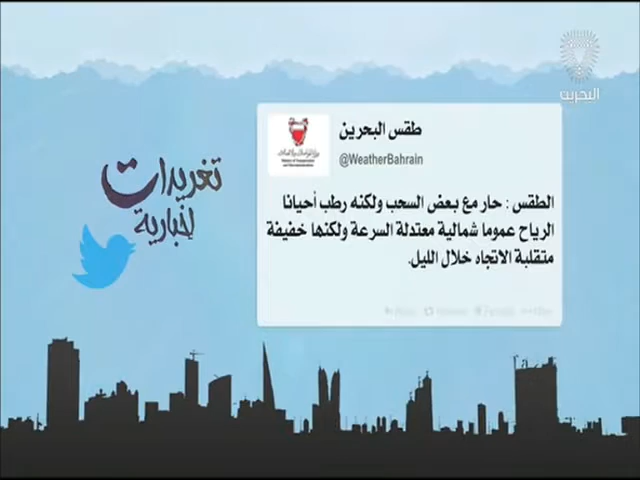 البحرين
طقس البحرين
@WeatherBahrain
تغريدات
إخبارية
الطقس : حار مع بعض السحب ولكنه رطب أحيانا
الرياح عموما شمالية معتدلة السرعة ولكنها خفيفة
متقلبة الاتجاه خلال الليل.